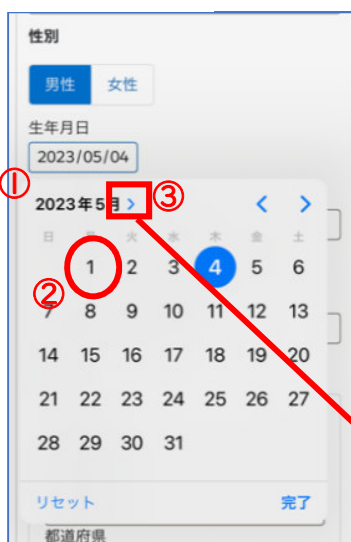 性別
男性 女性
生年月日
2023/05/04
①
2023年5月 > ③ < >
日 月 火 水 木 金 土
1 2 3 4 5 6
②
7 8 9 10 11 12 13
14 15 16 17 18 19 20
21 22 23 24 25 26 27
28 29 30 31
リセット 完了
都道府県